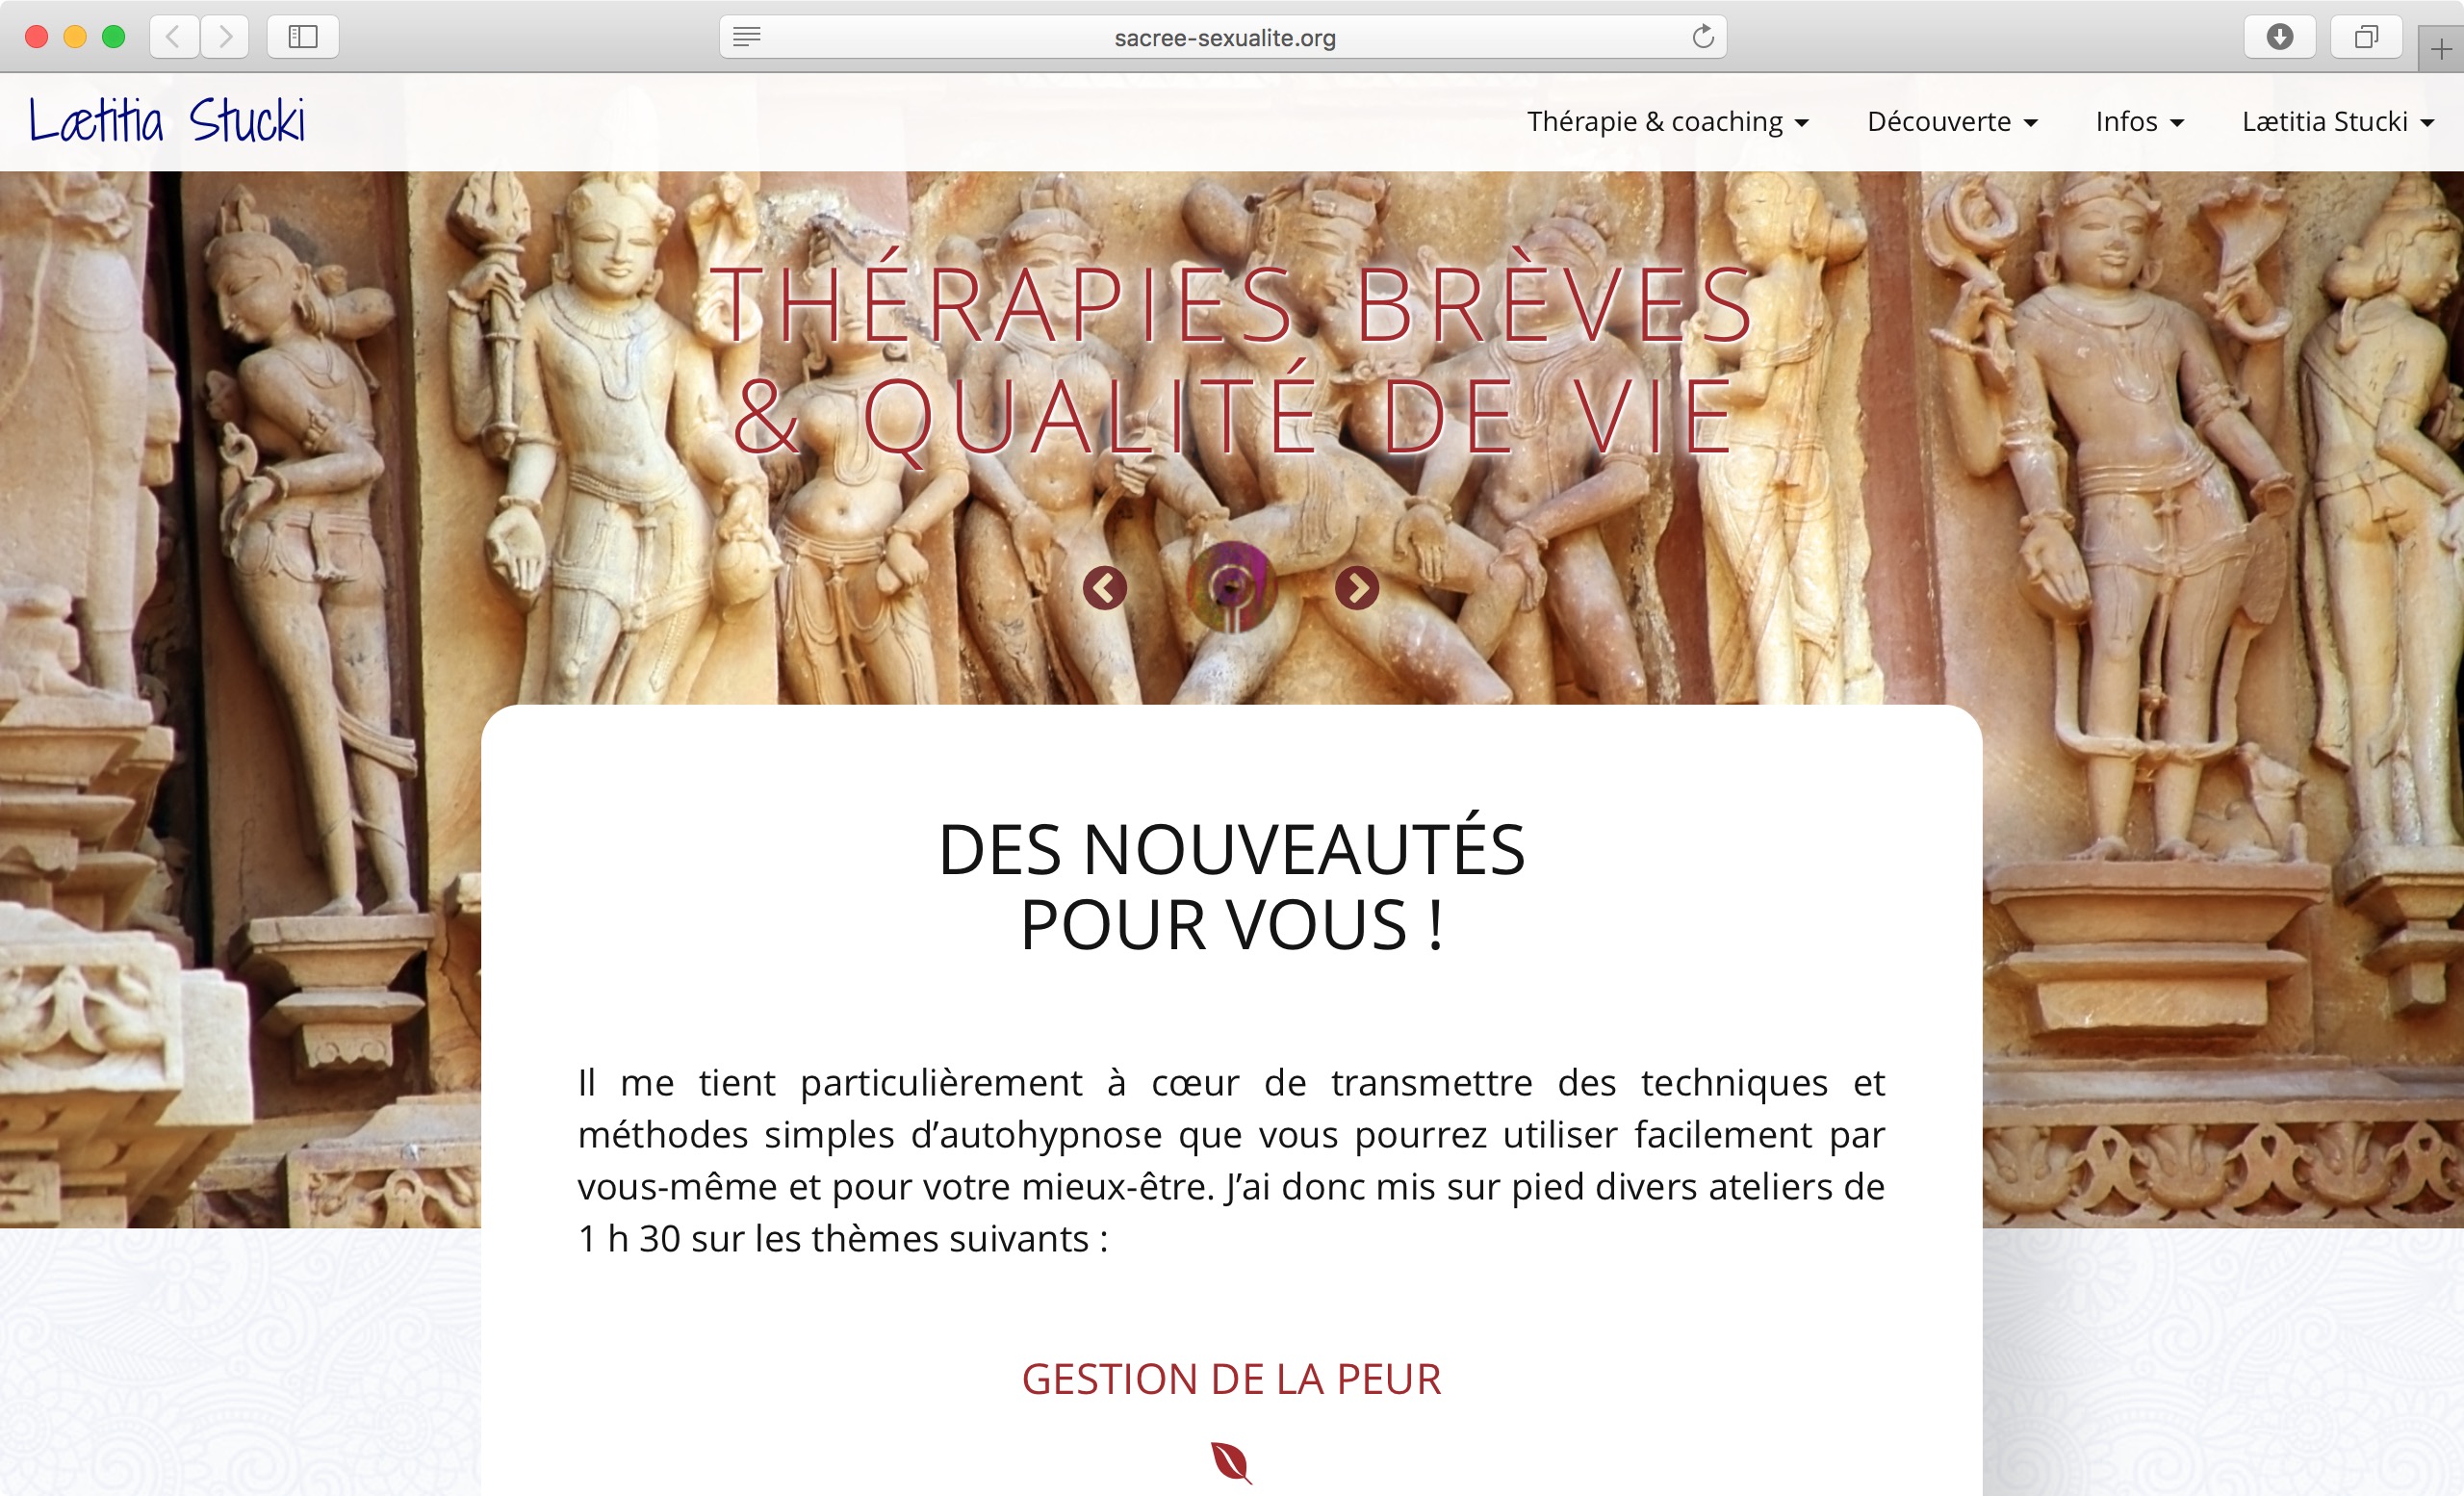 sacree-sexualite.org
Lætitia Stucki
Thérapie & coaching
Découverte
Infos
Lætitia Stucki
THÉRAPIES BRÈVES
& QUALITÉ DE VIE
DES NOUVEAUTÉS
POUR VOUS !
Il me tient particulièrement à cœur de transmettre des techniques et
méthodes simples d’autohypnose que vous pourrez utiliser facilement par
vous-même et pour votre mieux-être. J’ai donc mis sur pied divers ateliers de
1 h 30 sur les thèmes suivants :
GESTION DE LA PEUR